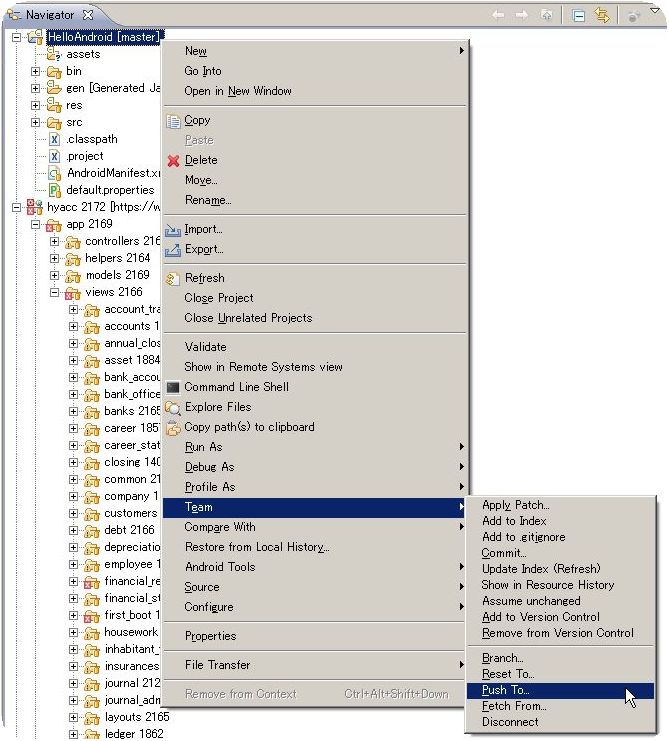 Navigator
HelloAndroid [master]
assets
bin
gen [Generated Ja
res
src
.classpath
.project
AndroidManifest.x
default.properties
hyacc 2172 [https://w
app 2169
controllers 216
helpers 2164
models 2169
views 2166
account_tra
accounts 1
annual_clos
asset 1884
bank_accou
bank_office
banks 2165
career 185
career_stat
closing 140
common 21
company 1
customers
debt 2166
depreciatio
employee 1
financial_re
financial_st
first_boot 1
housework
inhabitant_
insurances
journal 212
journal_adm
layouts 2165
ledger 1862
New
Go Into
Open in New Window
Copy
Paste
Delete
Move...
Rename...
Import...
Export...
Refresh
Close Project
Close Unrelated Projects
Validate
Show in Remote Systems view
Command Line Shell
Explore Files
Copy path(s) to clipboard
Run As
Debug As
Profile As
Team
Compare With
Restore from Local History...
Android Tools
Source
Configure
Properties
File Transfer
Remove from Context Ctrl+Alt+Shift+Down
Apply Patch...
Add to Index
Add to .gitignore
Commit...
Update Index (Refresh)
Show in Resource History
Assume unchanged
Add to Version Control
Remove from Version Control
Branch...
Reset To...
Push To...
Fetch From...
Disconnect